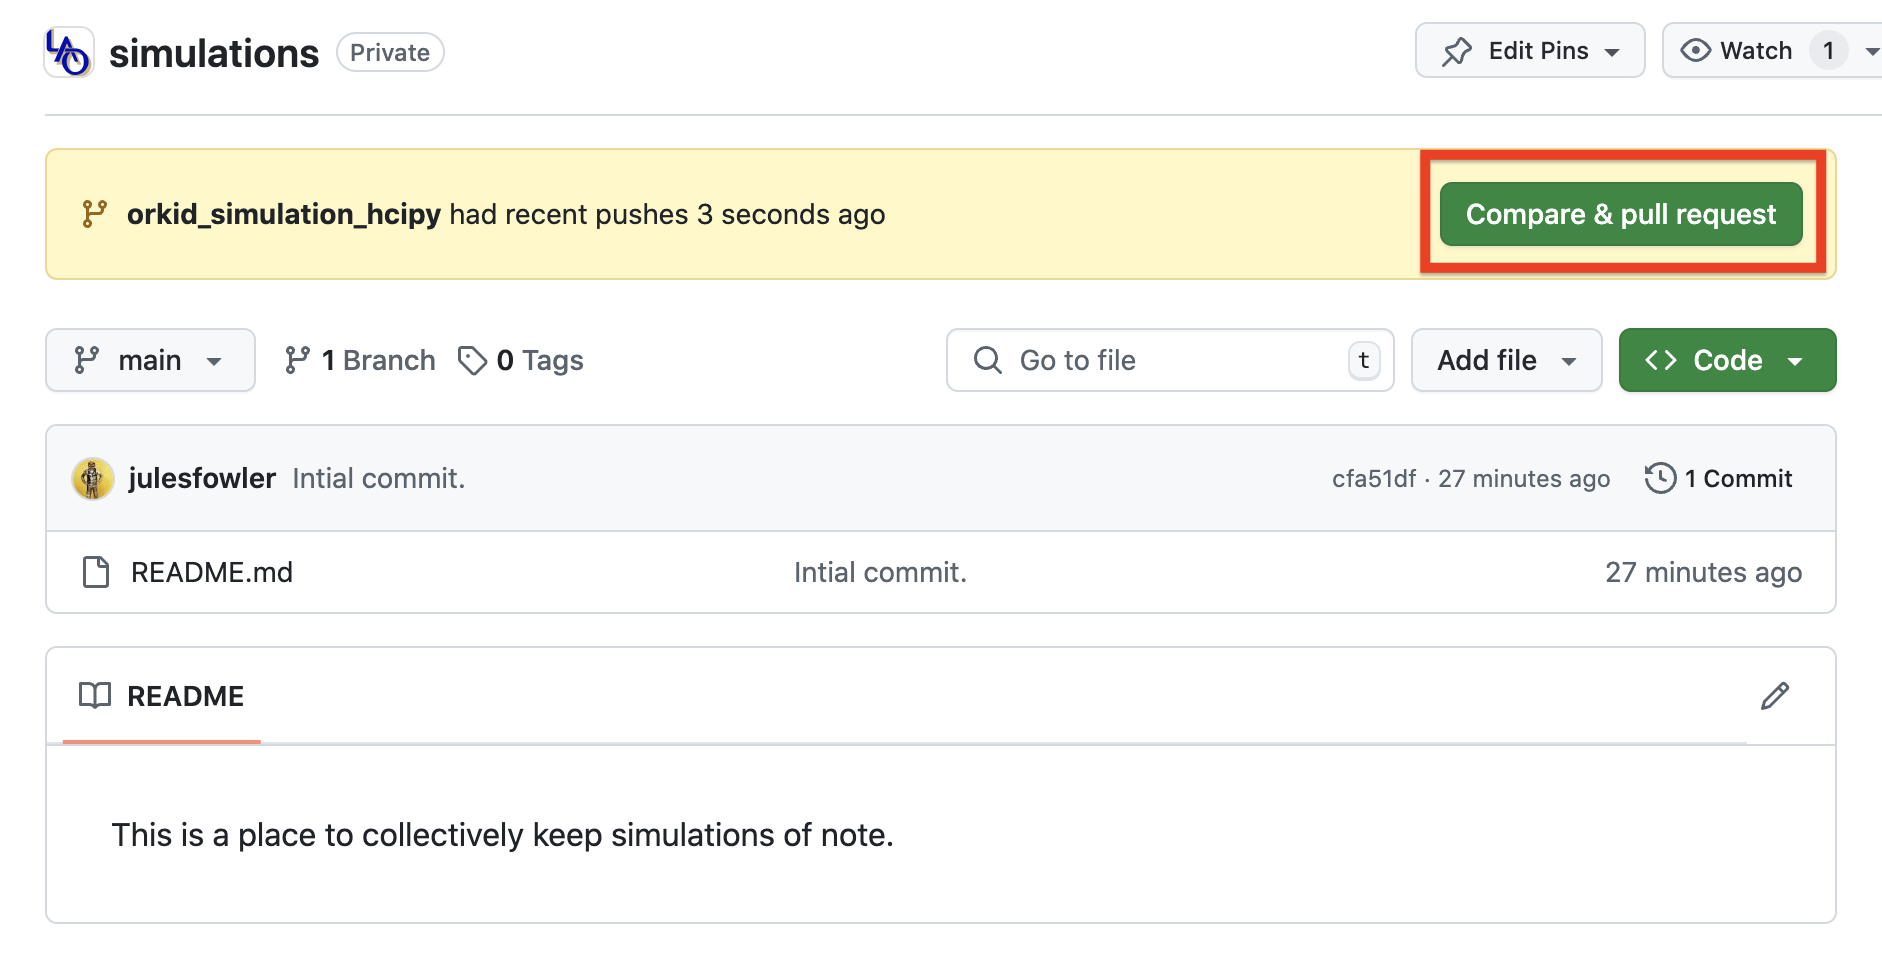 LAO simulations Private Edit Pins Watch 1
orkid_simulation_hcipy had recent pushes 3 seconds ago Compare & pull request
main 1 Branch 0 Tags Go to file t Add file Code
julesfowler Intial commit. cfa51df · 27 minutes ago 1 Commit
README.md Intial commit. 27 minutes ago
README
This is a place to collectively keep simulations of note.